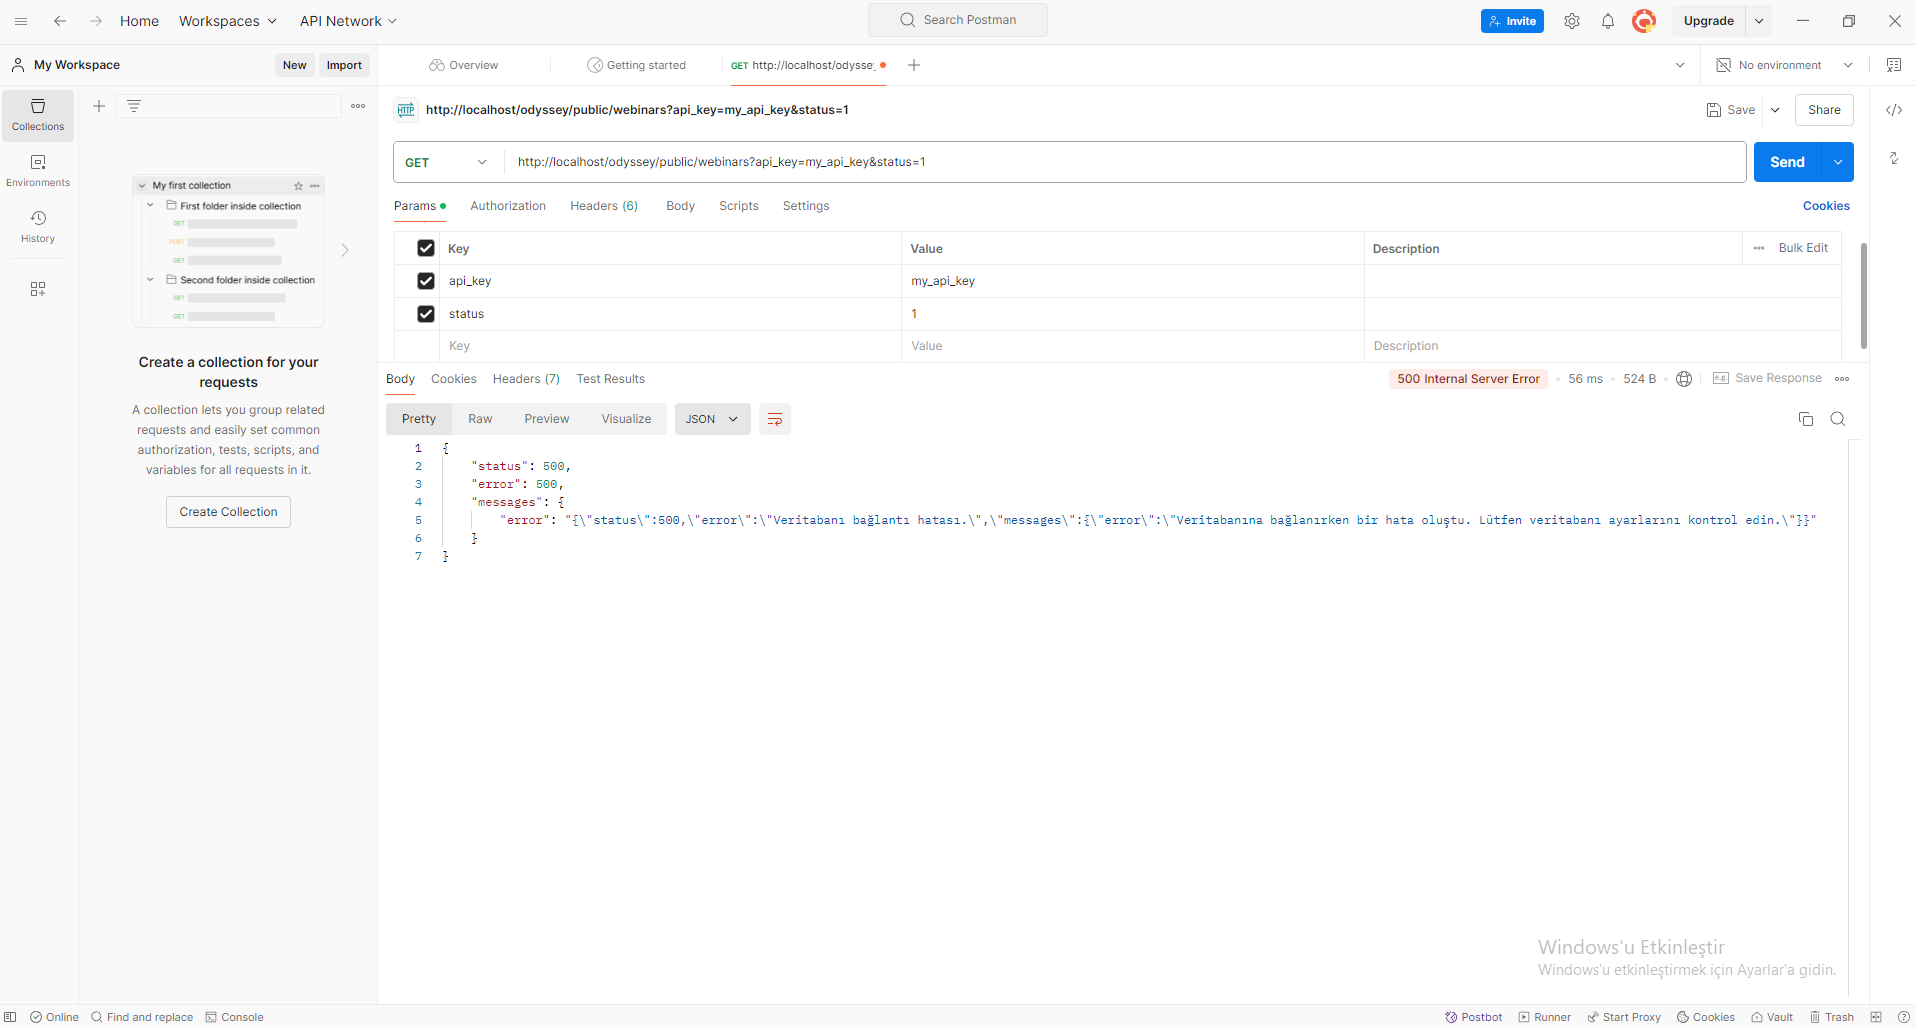 Home Workspaces API Network Search Postman Invite Upgrade
My Workspace New Import Overview Getting started GET http://localhost/odysse No environment
Collections
Environments
History
My first collection
First folder inside collection
GET
POST
GET
Second folder inside collection
GET
GET
Create a collection for your
requests
A collection lets you group related
requests and easily set common
authorization, tests, scripts, and
variables for all requests in it.
Create Collection
HTTP http://localhost/odyssey/public/webinars?api_key=my_api_key&status=1 Save Share
GET http://localhost/odyssey/public/webinars?api_key=my_api_key&status=1 Send
Params Authorization Headers (6) Body Scripts Settings Cookies
Key Value Description Bulk Edit
api_key my_api_key
status 1
Key Value Description
Body Cookies Headers (7) Test Results 500 Internal Server Error 56 ms 524 B e.g. Save Response
Pretty Raw Preview Visualize JSON
1 {
2 "status": 500,
3 "error": 500,
4 "messages": {
5 "error": "{\"status\":500,\"error\":\"Veritabanı bağlantı hatası.\",\"messages\":{\"error\":\"Veritabanına bağlanırken bir hata oluştu. Lütfen veritabanı ayarlarını kontrol edin.\"}}"
6 }
7 }
Windows'u Etkinleştir
Windows'u etkinleştirmek için Ayarlar'a gidin.
Online Find and replace Console Postbot Runner Start Proxy Cookies Vault Trash